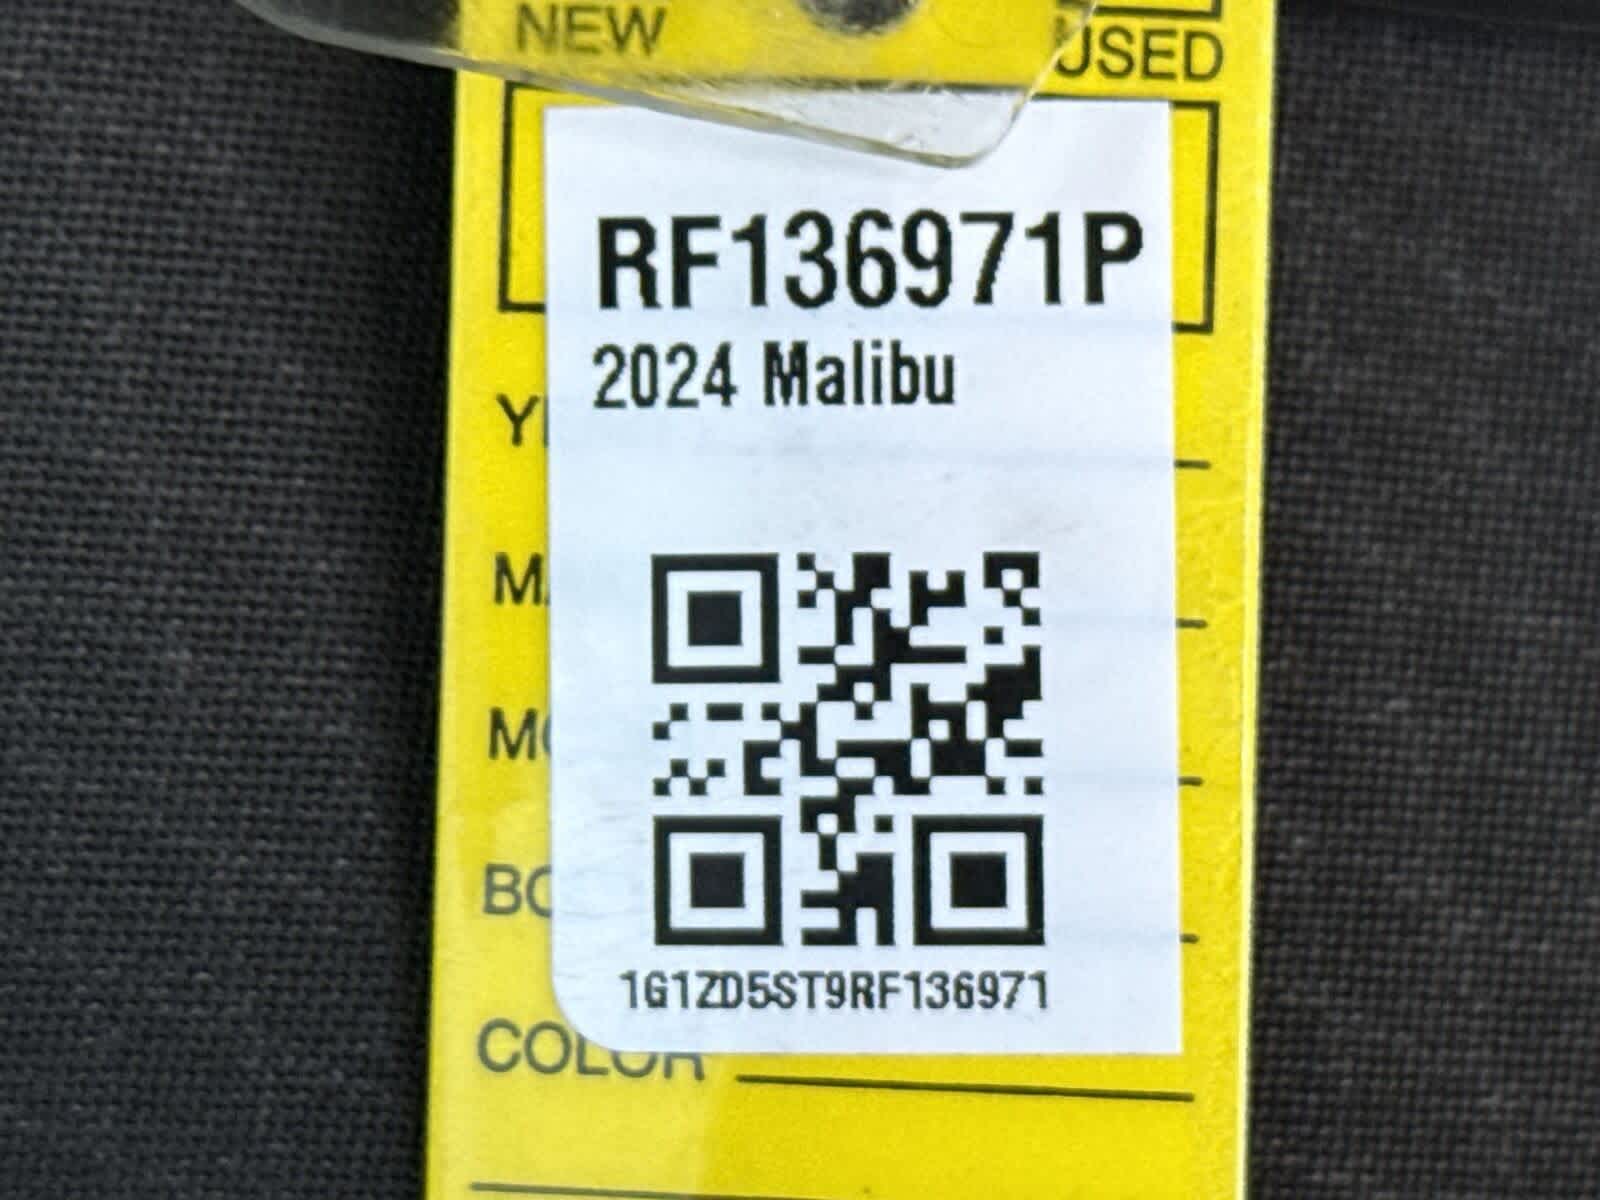 NEW USED
RF136971P
2024 Malibu
1G1ZD5ST9RF136971
COLOR